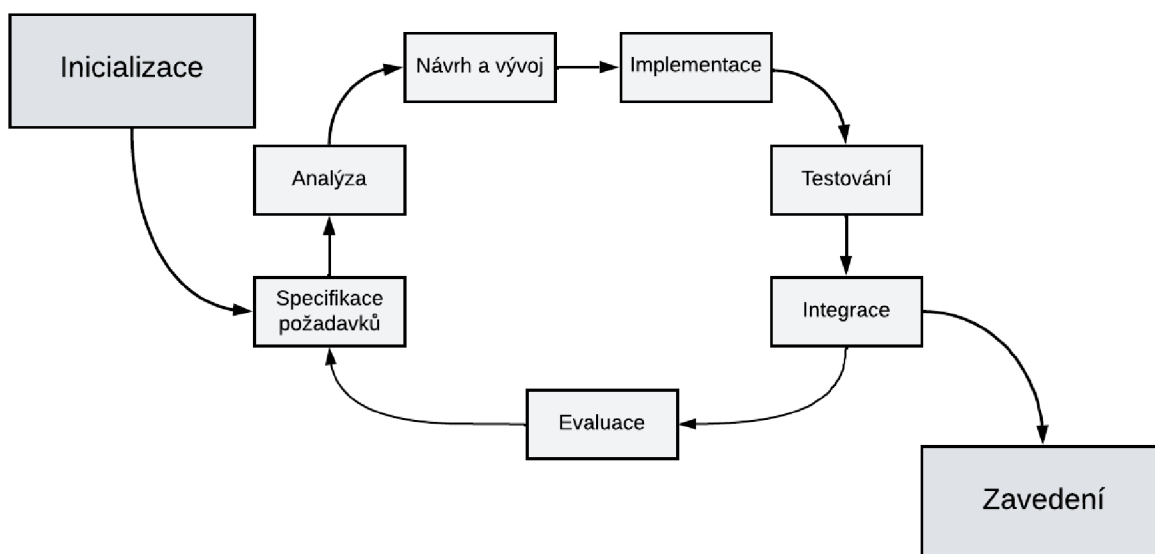 Inicializace
Návrh a vývoj
Implementace
Analýza
Testování
Specifikace
požadavků
Integrace
Evaluace
Zavedení